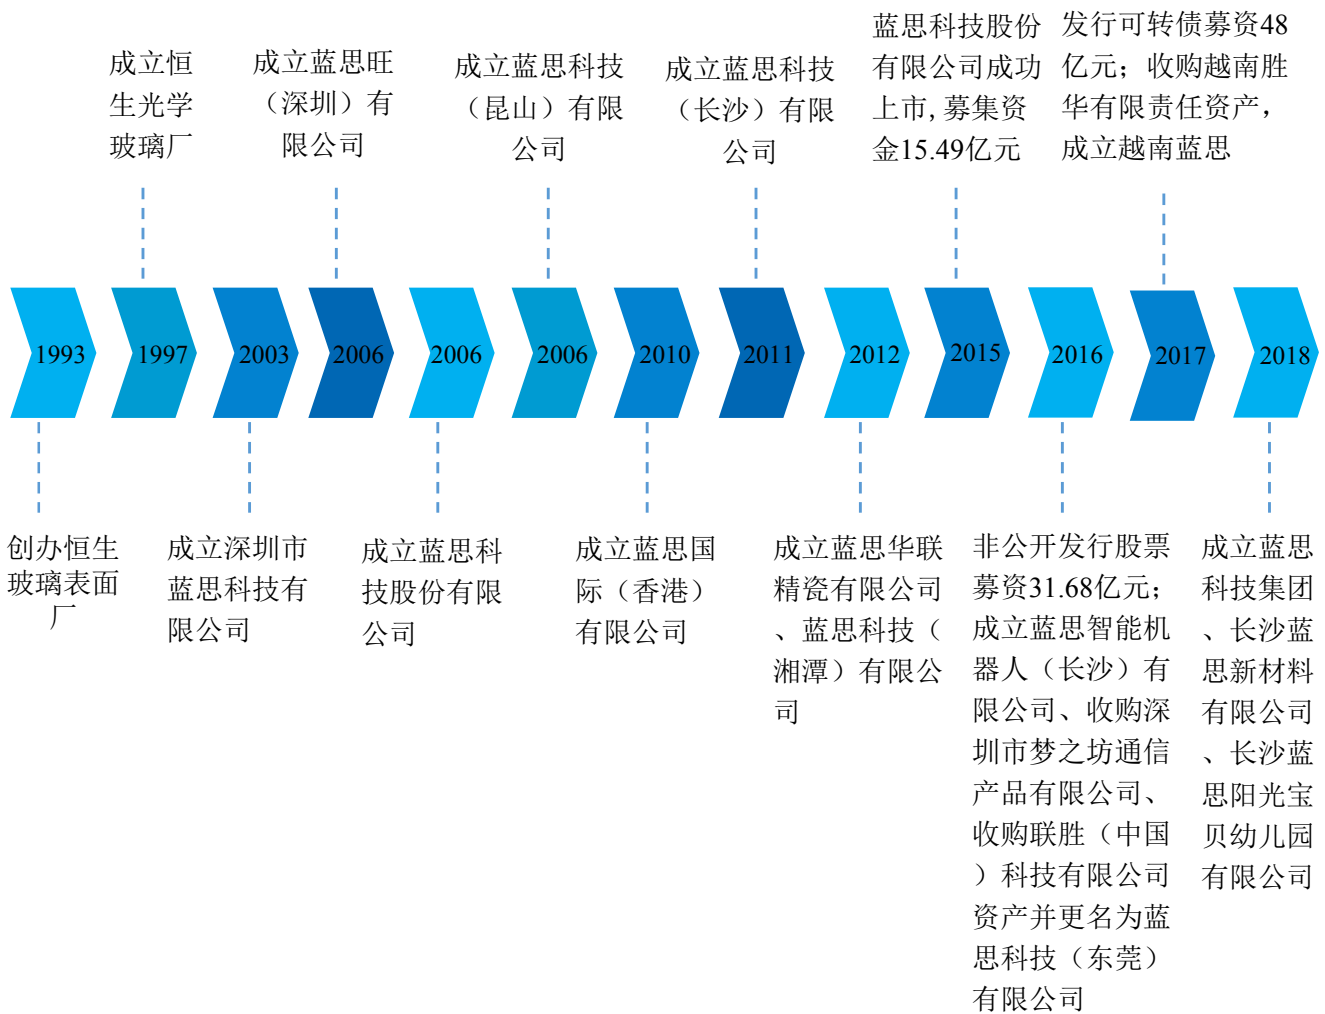 成立恒
生光学
玻璃厂
成立蓝思旺
（深圳）有
限公司
成立蓝思科技
（昆山）有限
公司
成立蓝思科技
（长沙）有限
公司
蓝思科技股份
有限公司成功
上市,募集资
金15.49亿元
发行可转债募资48
亿元；收购越南胜
华有限责任资产，
成立越南蓝思
1993
1997
2003
2006
2006
2006
2010
2011
2012
2015
2016
2017
2018
创办恒生
玻璃表面
厂
成立深圳市
蓝思科技有
限公司
成立蓝思科
技股份有限
公司
成立蓝思国
际（香港）
有限公司
成立蓝思华联
精瓷有限公司
、蓝思科技（
湘潭）有限公
司
非公开发行股票
募资31.68亿元；
成立蓝思智能机
器人（长沙）有
限公司、收购深
圳市梦之坊通信
产品有限公司、
收购联胜（中国
）科技有限公司
资产并更名为蓝
思科技（东莞）
有限公司
成立蓝思
科技集团
、长沙蓝
思新材料
有限公司
、长沙蓝
思阳光宝
贝幼儿园
有限公司